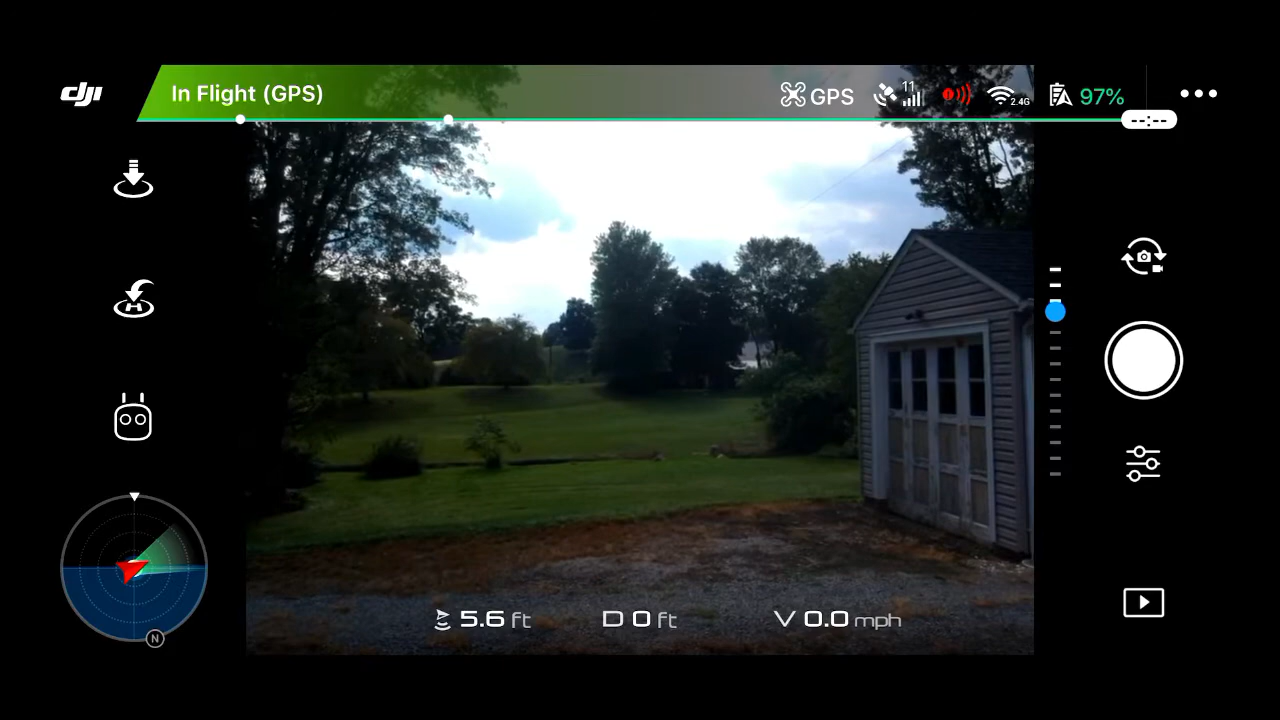 dji
In Flight (GPS)
GPS
11
2.4G
97%
--:--
H
N
5.6 ft
D 0 ft
V 0.0 mph